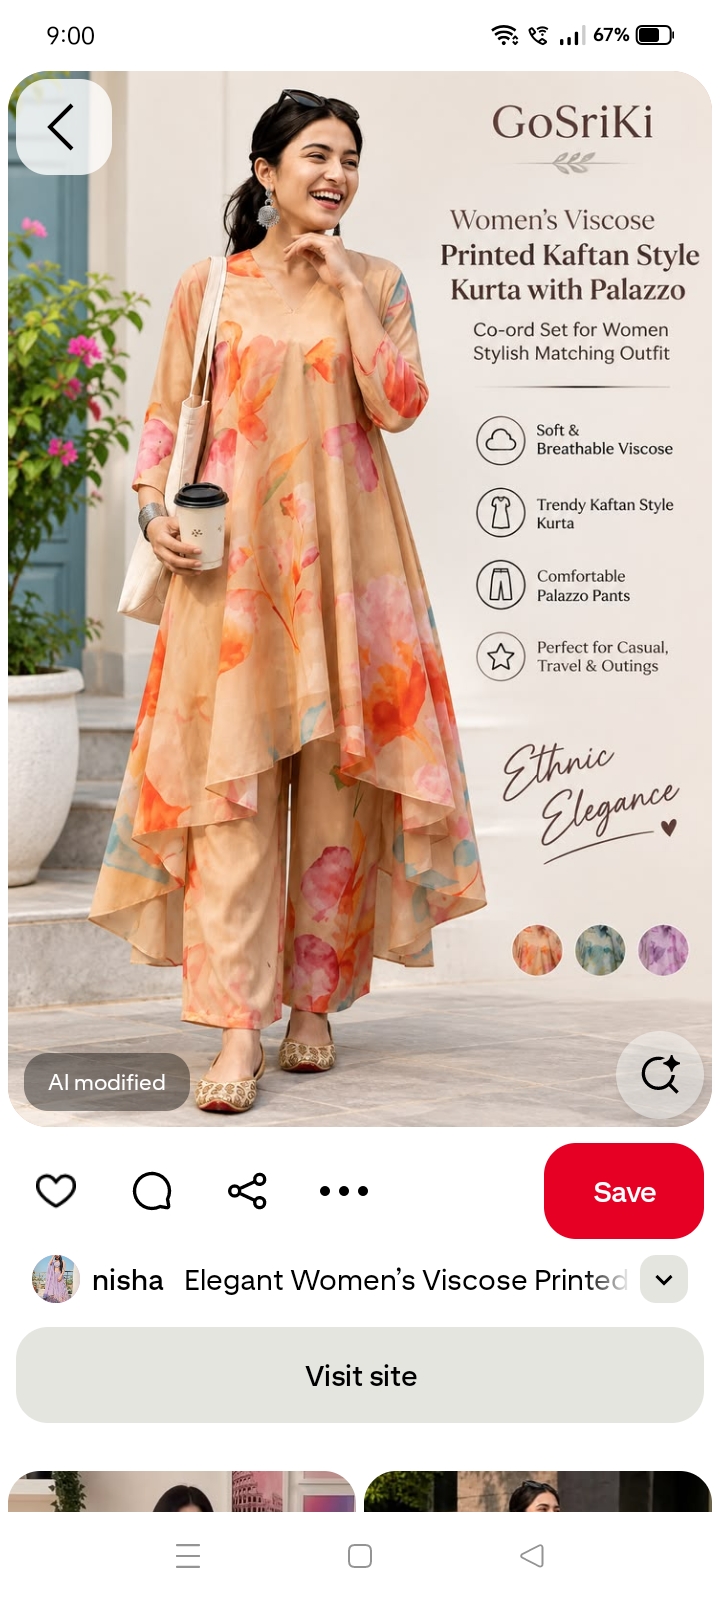 9:00
67%
GoSriKi
Women's Viscose
Printed Kaftan Style
Kurta with Palazzo
Co-ord Set for Women
Stylish Matching Outfit
Soft &
Breathable Viscose
Trendy Kaftan Style
Kurta
Comfortable
Palazzo Pants
Perfect for Casual,
Travel & Outings
Ethnic
Elegance
AI modified
Save
nisha Elegant Women's Viscose Printed
Visit site